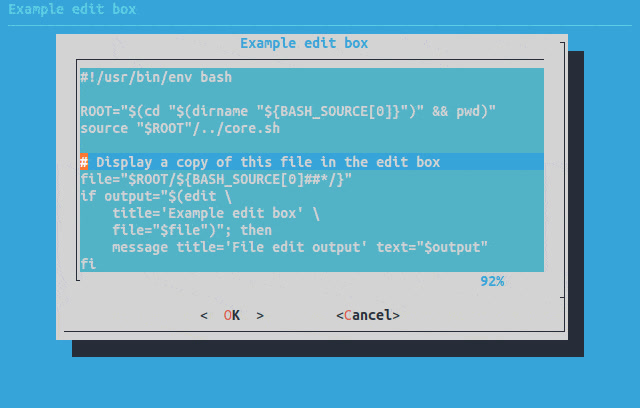 Example edit box
Example edit box
#!/usr/bin/env bash
ROOT="$(cd "$(dirname "${BASH_SOURCE[0]}")" && pwd)"
source "$ROOT"/../core.sh
# Display a copy of this file in the edit box
file="$ROOT/${BASH_SOURCE[0]##*/}"
if output="$(edit \
    title='Example edit box' \
    file="$file")"; then
    message title='File edit output' text="$output"
fi
92%
<  OK  > <Cancel>